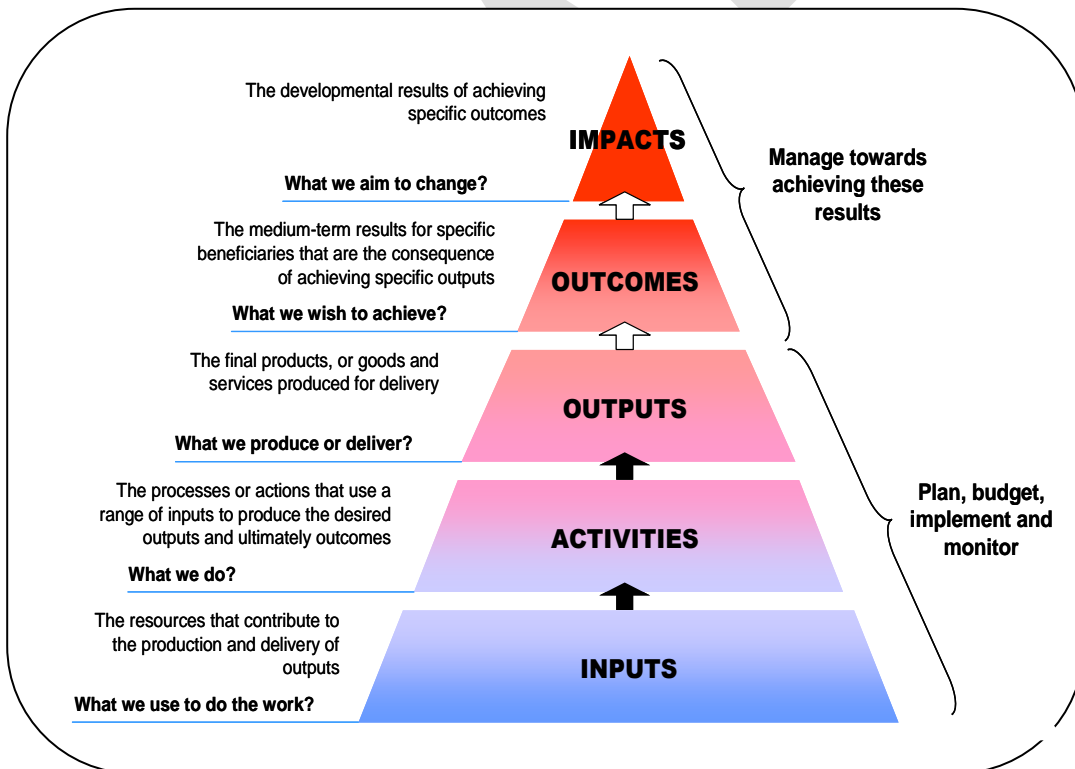 The developmental results of achieving
specific outcomes
IMPACTS
What we aim to change?
Manage towards
achieving these
results
The medium-term results for specific
beneficiaries that are the consequence
of achieving specific outputs
OUTCOMES
What we wish to achieve?
The final products, or goods and
services produced for delivery
OUTPUTS
What we produce or deliver?
The processes or actions that use a
range of inputs to produce the desired
outputs and ultimately outcomes
ACTIVITIES
What we do?
Plan, budget,
implement and
monitor
The resources that contribute to
the production and delivery of
outputs
INPUTS
What we use to do the work?